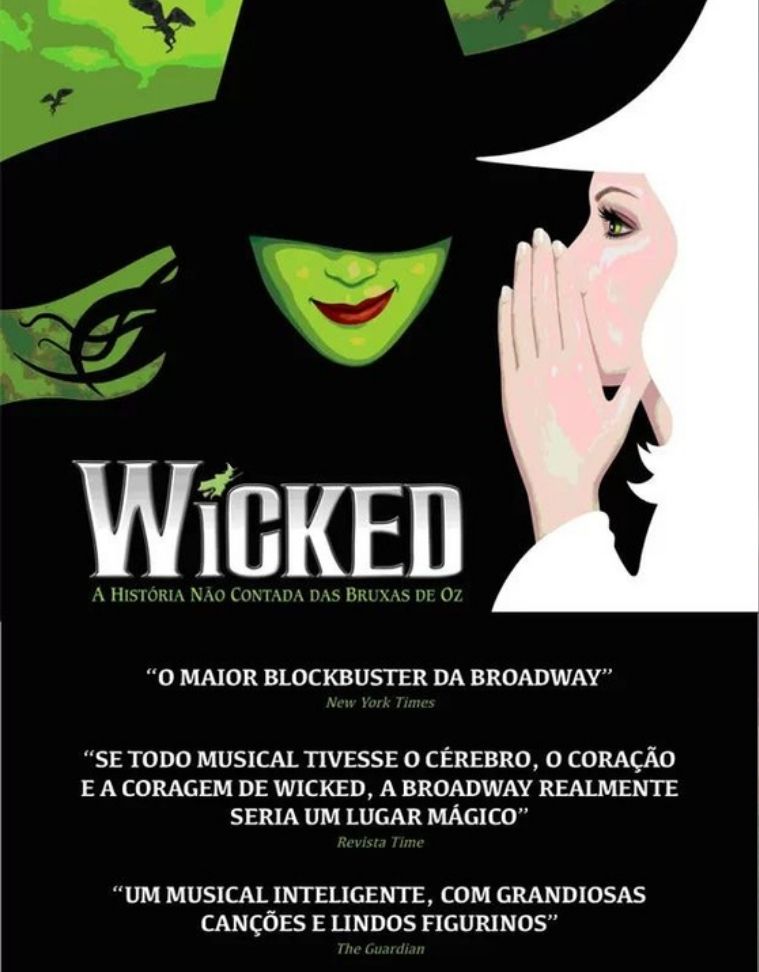 WICKED
A HISTÓRIA NÃO CONTADA DAS BRUXAS DE OZ
“O MAIOR BLOCKBUSTER DA BROADWAY”
New York Times
“SE TODO MUSICAL TIVESSE O CÉREBRO, O CORAÇÃO
E A CORAGEM DE WICKED, A BROADWAY REALMENTE
SERIA UM LUGAR MÁGICO”
Revista Time
“UM MUSICAL INTELIGENTE, COM GRANDIOSAS
CANÇÕES E LINDOS FIGURINOS”
The Guardian